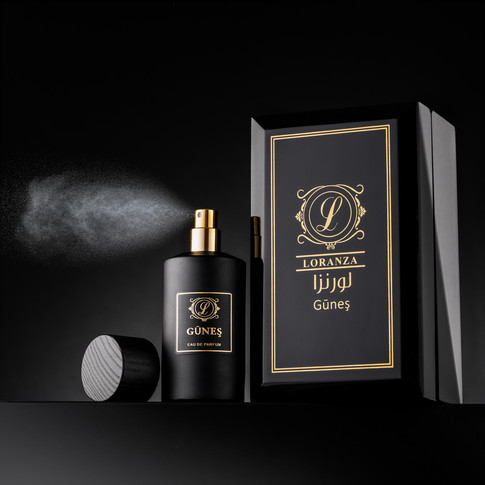 L
GÜNEŞ
EAU DE PARFUM
L
LORANZA
لورنزا
Güneş